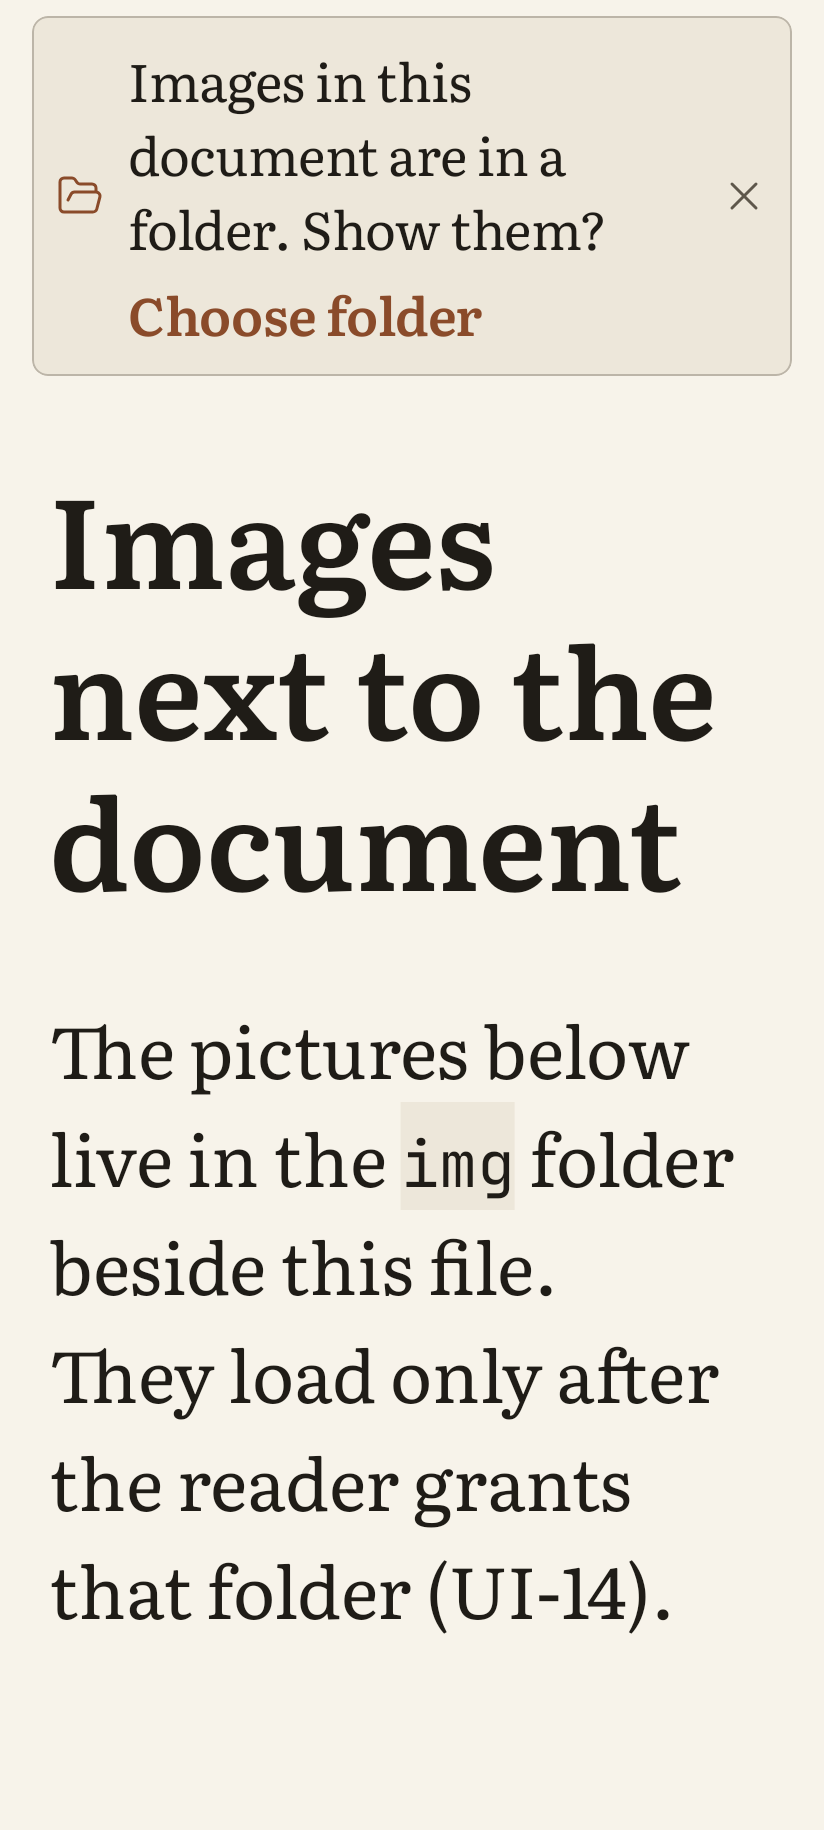 Images in this
document are in a
folder. Show them?
Choose folder
Images
next to the
document
The pictures below
live in the img folder
beside this file.
They load only after
the reader grants
that folder (UI-14).